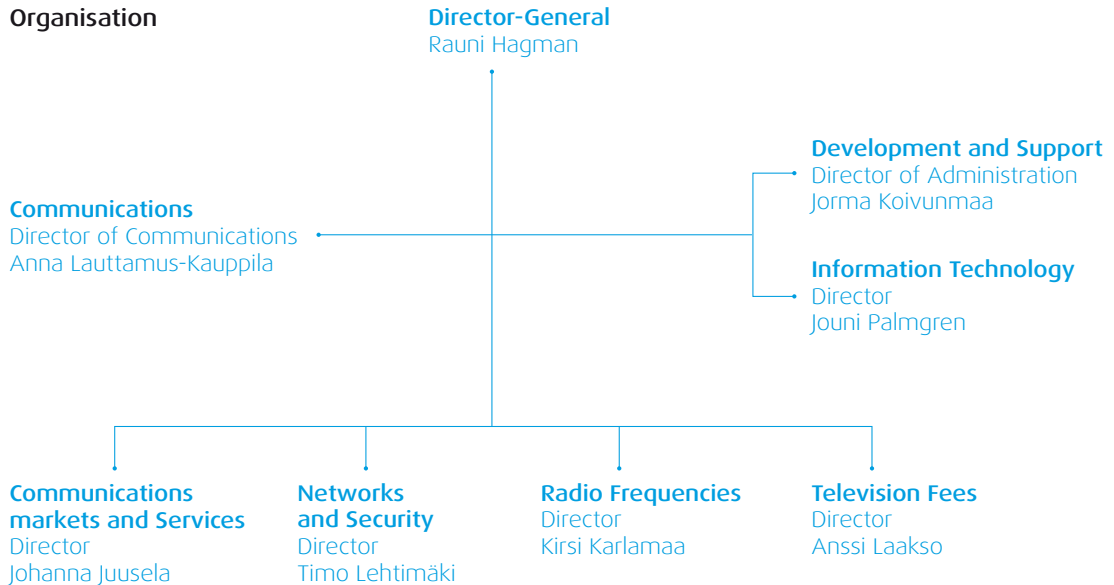 Organisation
Director-General
Rauni Hagman
Development and Support
Director of Administration
Jorma Koivunmaa
Communications
Director of Communications
Anna Lauttamus-Kauppila
Information Technology
Director
Jouni Palmgren
Communications
markets and Services
Director
Johanna Juusela
Networks
and Security
Director
Timo Lehtimäki
Radio Frequencies
Director
Kirsi Karlamaa
Television Fees
Director
Anssi Laakso